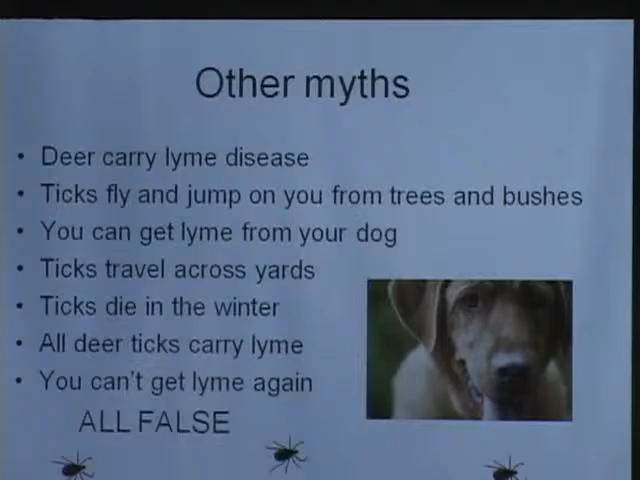 Other myths
• Deer carry lyme disease
• Ticks fly and jump on you from trees and bushes
• You can get lyme from your dog
• Ticks travel across yards
• Ticks die in the winter
• All deer ticks carry lyme
• You can't get lyme again
ALL FALSE